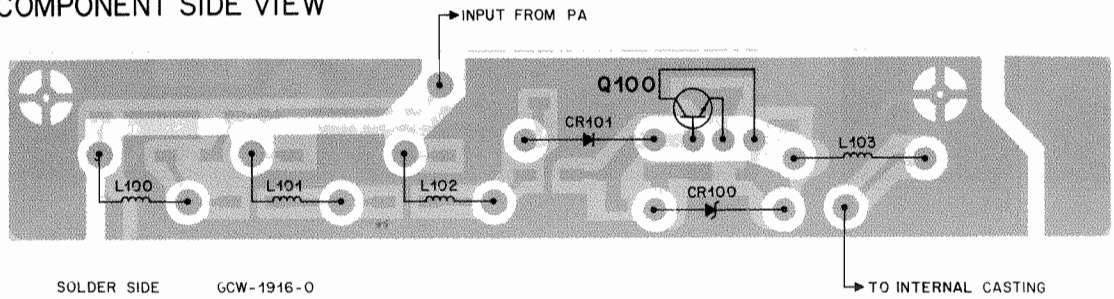 COMPONENT SIDE VIEW
INPUT FROM PA
Q100
CR101
L103
L100
L101
L102
CR100
SOLDER SIDE GCW-1916-0
TO INTERNAL CASTING